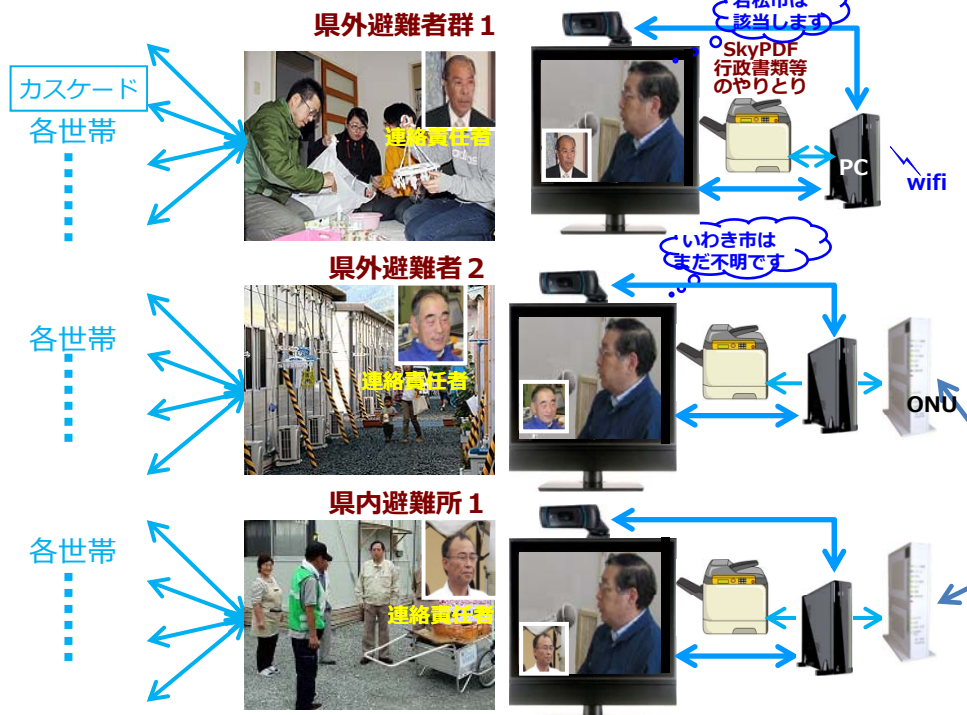 県外避難者群１
若松市は
該当します
カスケード
各世帯
連絡責任者
SkyPDF
行政書類等
のやりとり
PC
wifi
県外避難者２
いわき市は
まだ不明です
各世帯
連絡責任者
ONU
県内避難所１
各世帯
連絡責任者